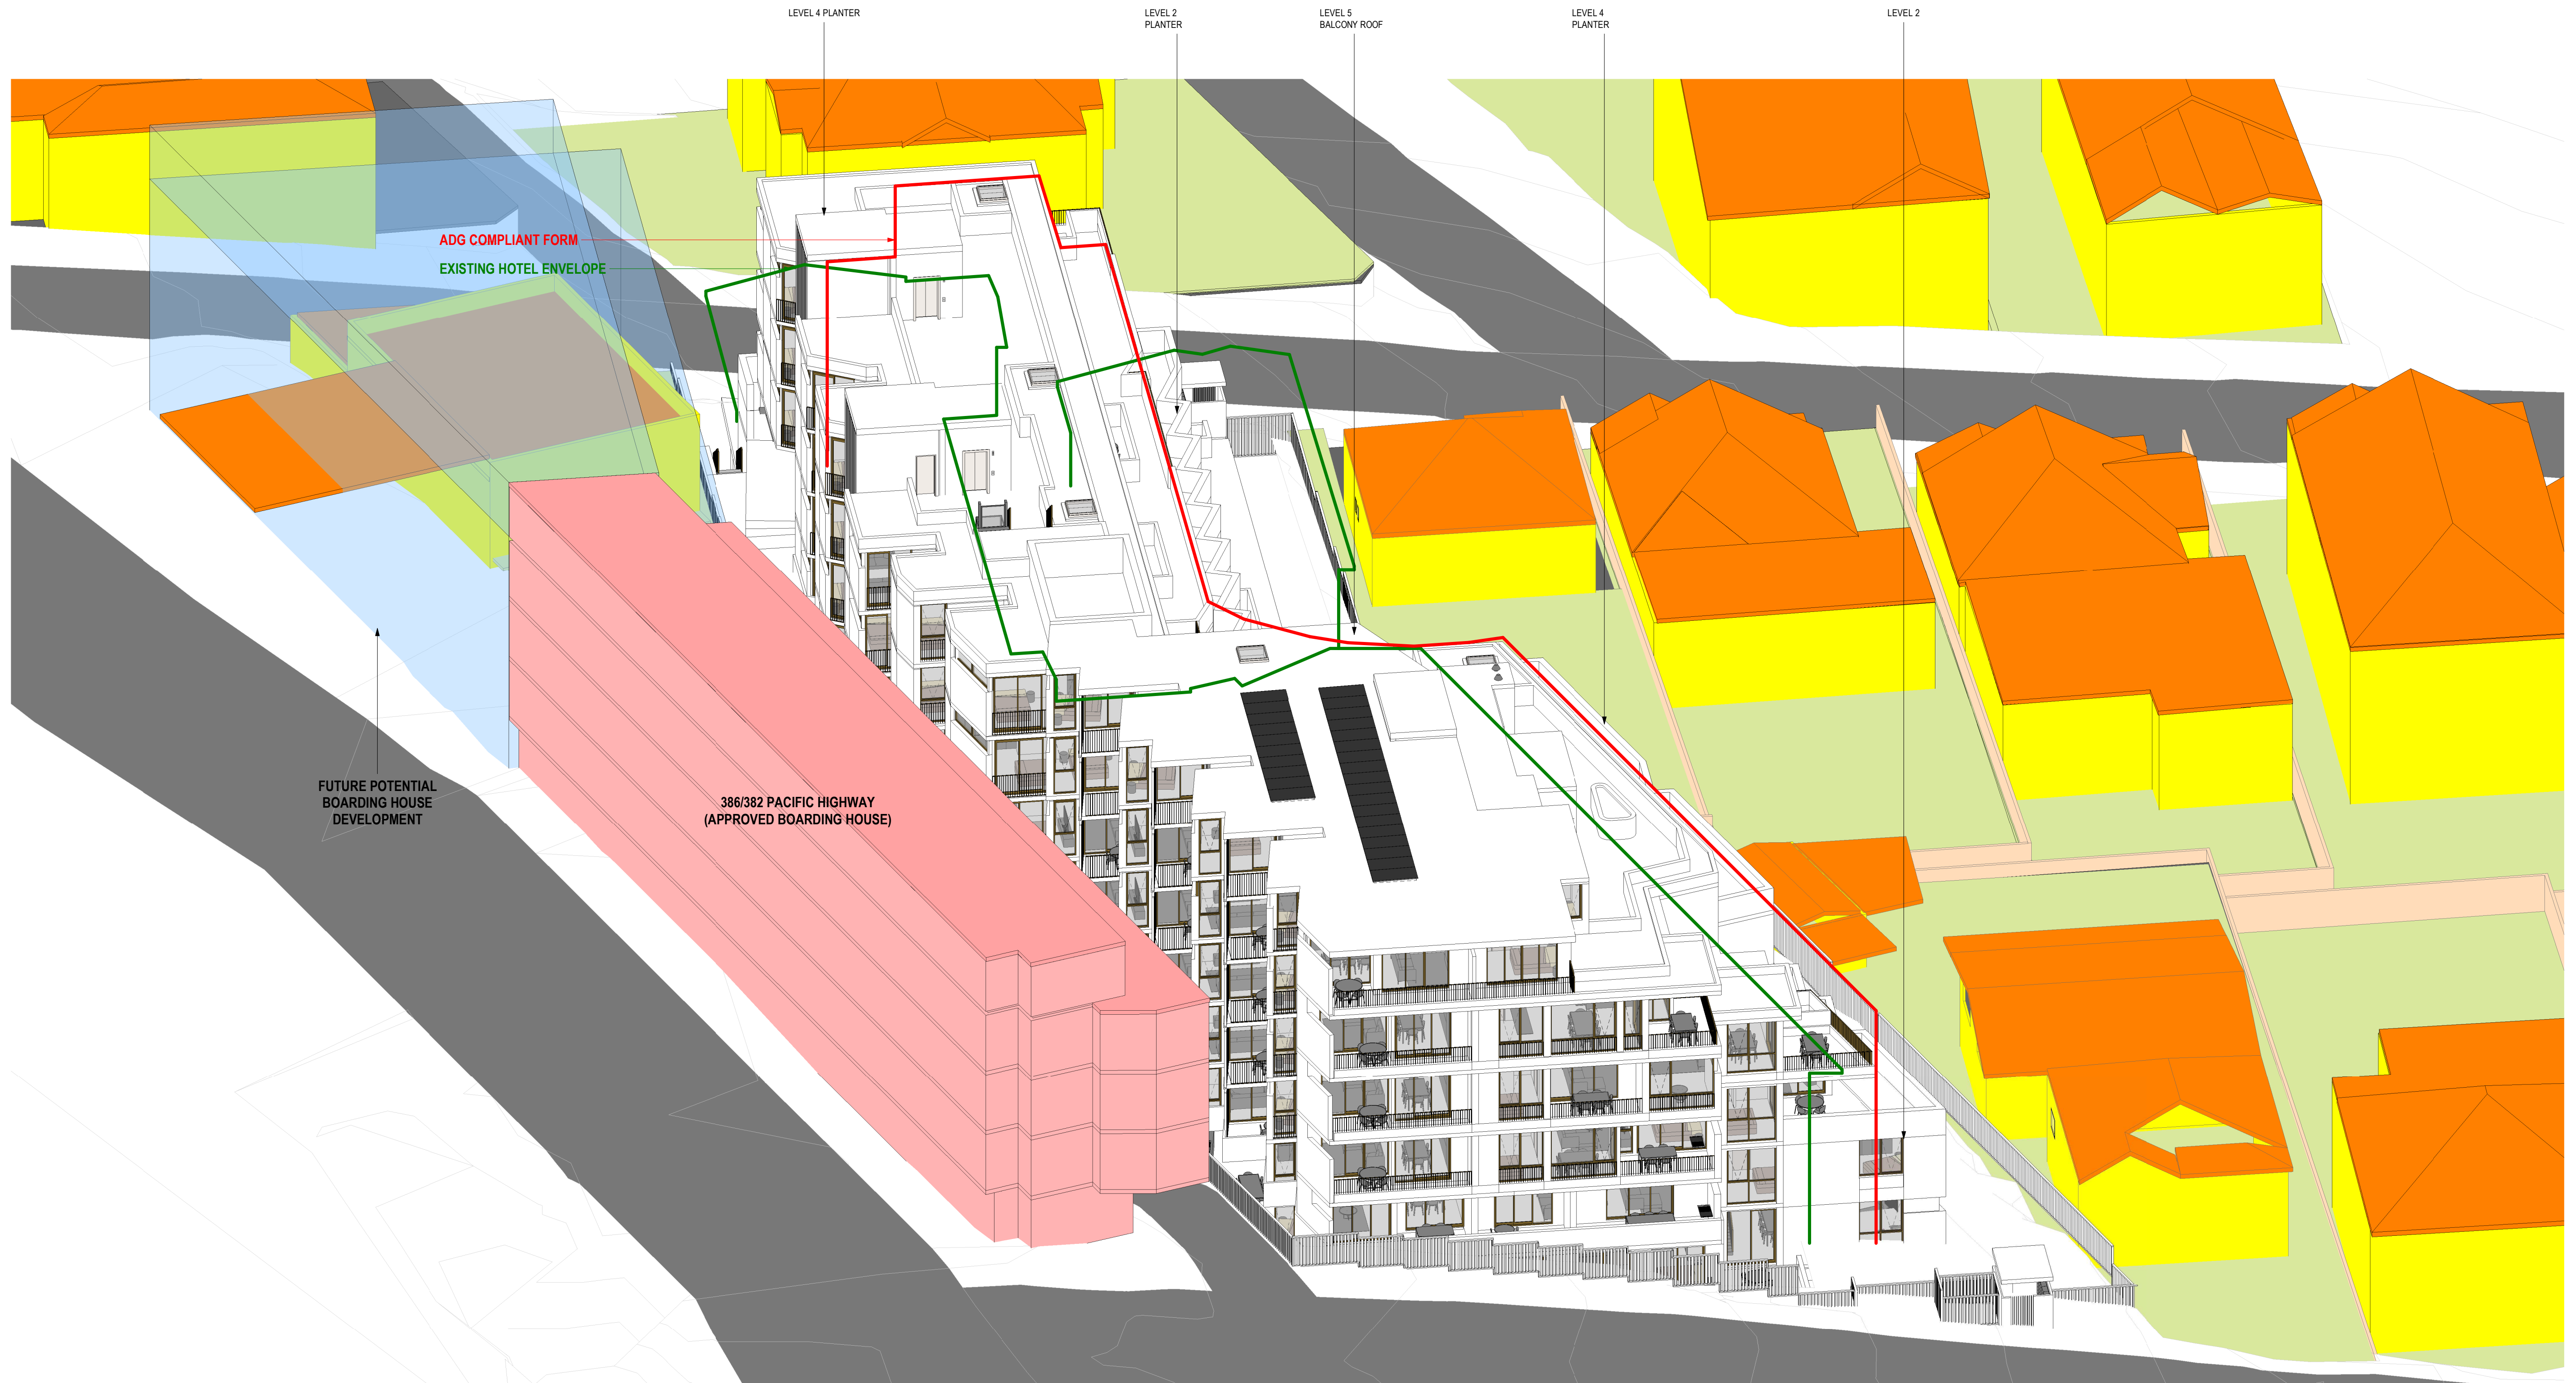 LEVEL 4 PLANTER
LEVEL 2
PLANTER
LEVEL 5
BALCONY ROOF
LEVEL 4
PLANTER
LEVEL 2
ADG COMPLIANT FORM
EXISTING HOTEL ENVELOPE
FUTURE POTENTIAL
BOARDING HOUSE
DEVELOPMENT
386/382 PACIFIC HIGHWAY
(APPROVED BOARDING HOUSE)